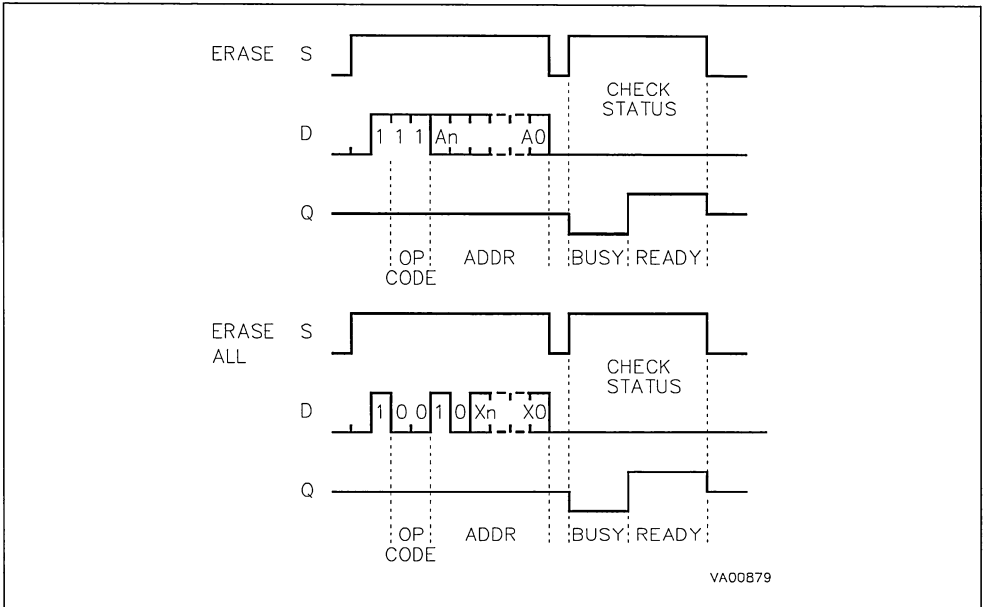 ERASE S
CHECK
STATUS
D 1 1 1 An A0
Q
OP
CODE ADDR BUSY READY
ERASE
ALL S
CHECK
STATUS
D 1 0 0 1 0 Xn X0
Q
OP
CODE ADDR BUSY READY
VA00879